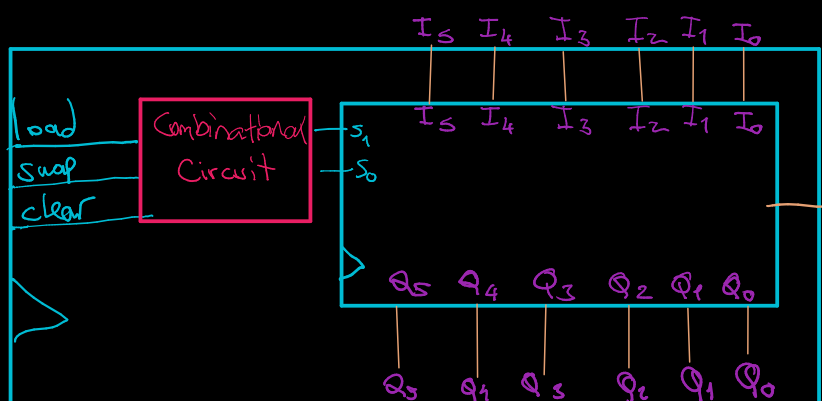 I5 I4 I3 I2 I1 I0
I5 I4 I3 I2 I1 I0
load
Combinational
S1
swap
Circuit
S0
clear
Q5 Q4 Q3 Q2 Q1 Q0
Q5 Q4 Q3 Q2 Q1 Q0